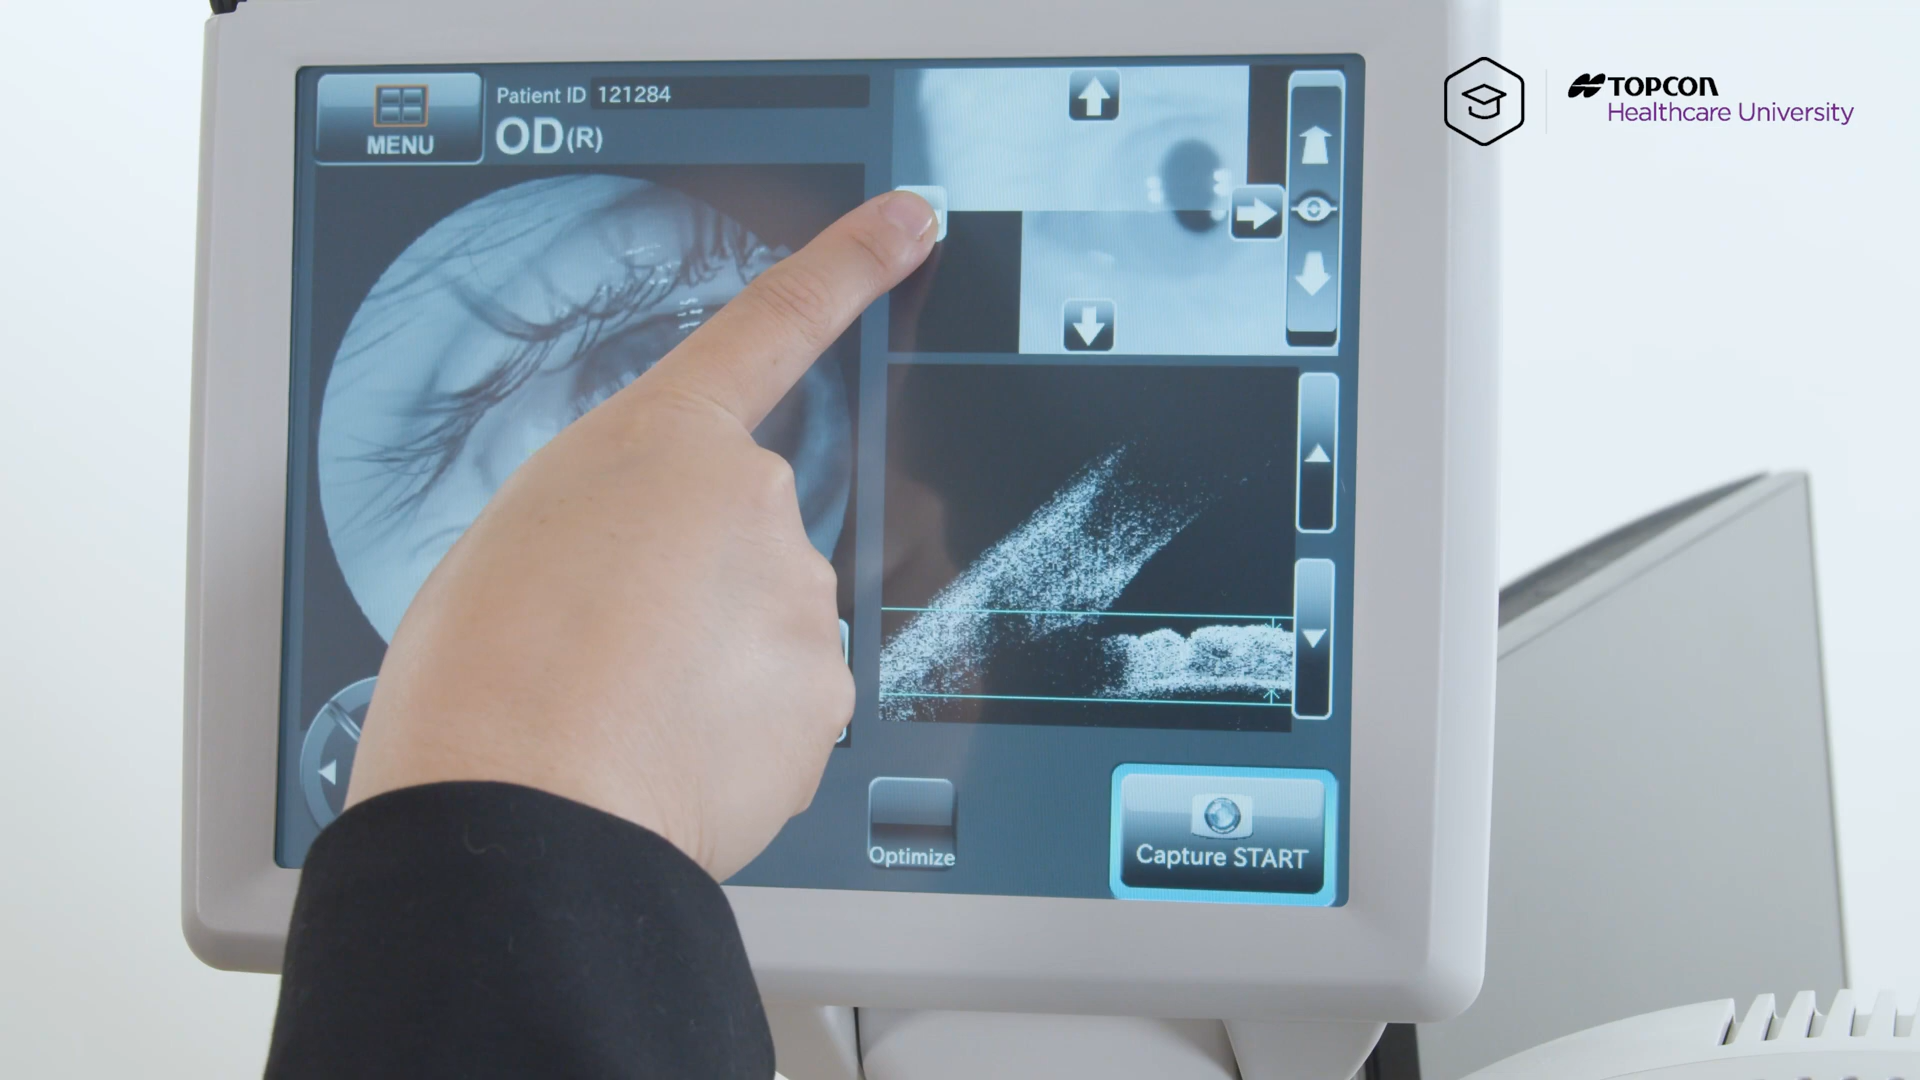 MENU
Patient ID 121284
OD(R)
Optimize
Capture START
TOPCON
Healthcare University